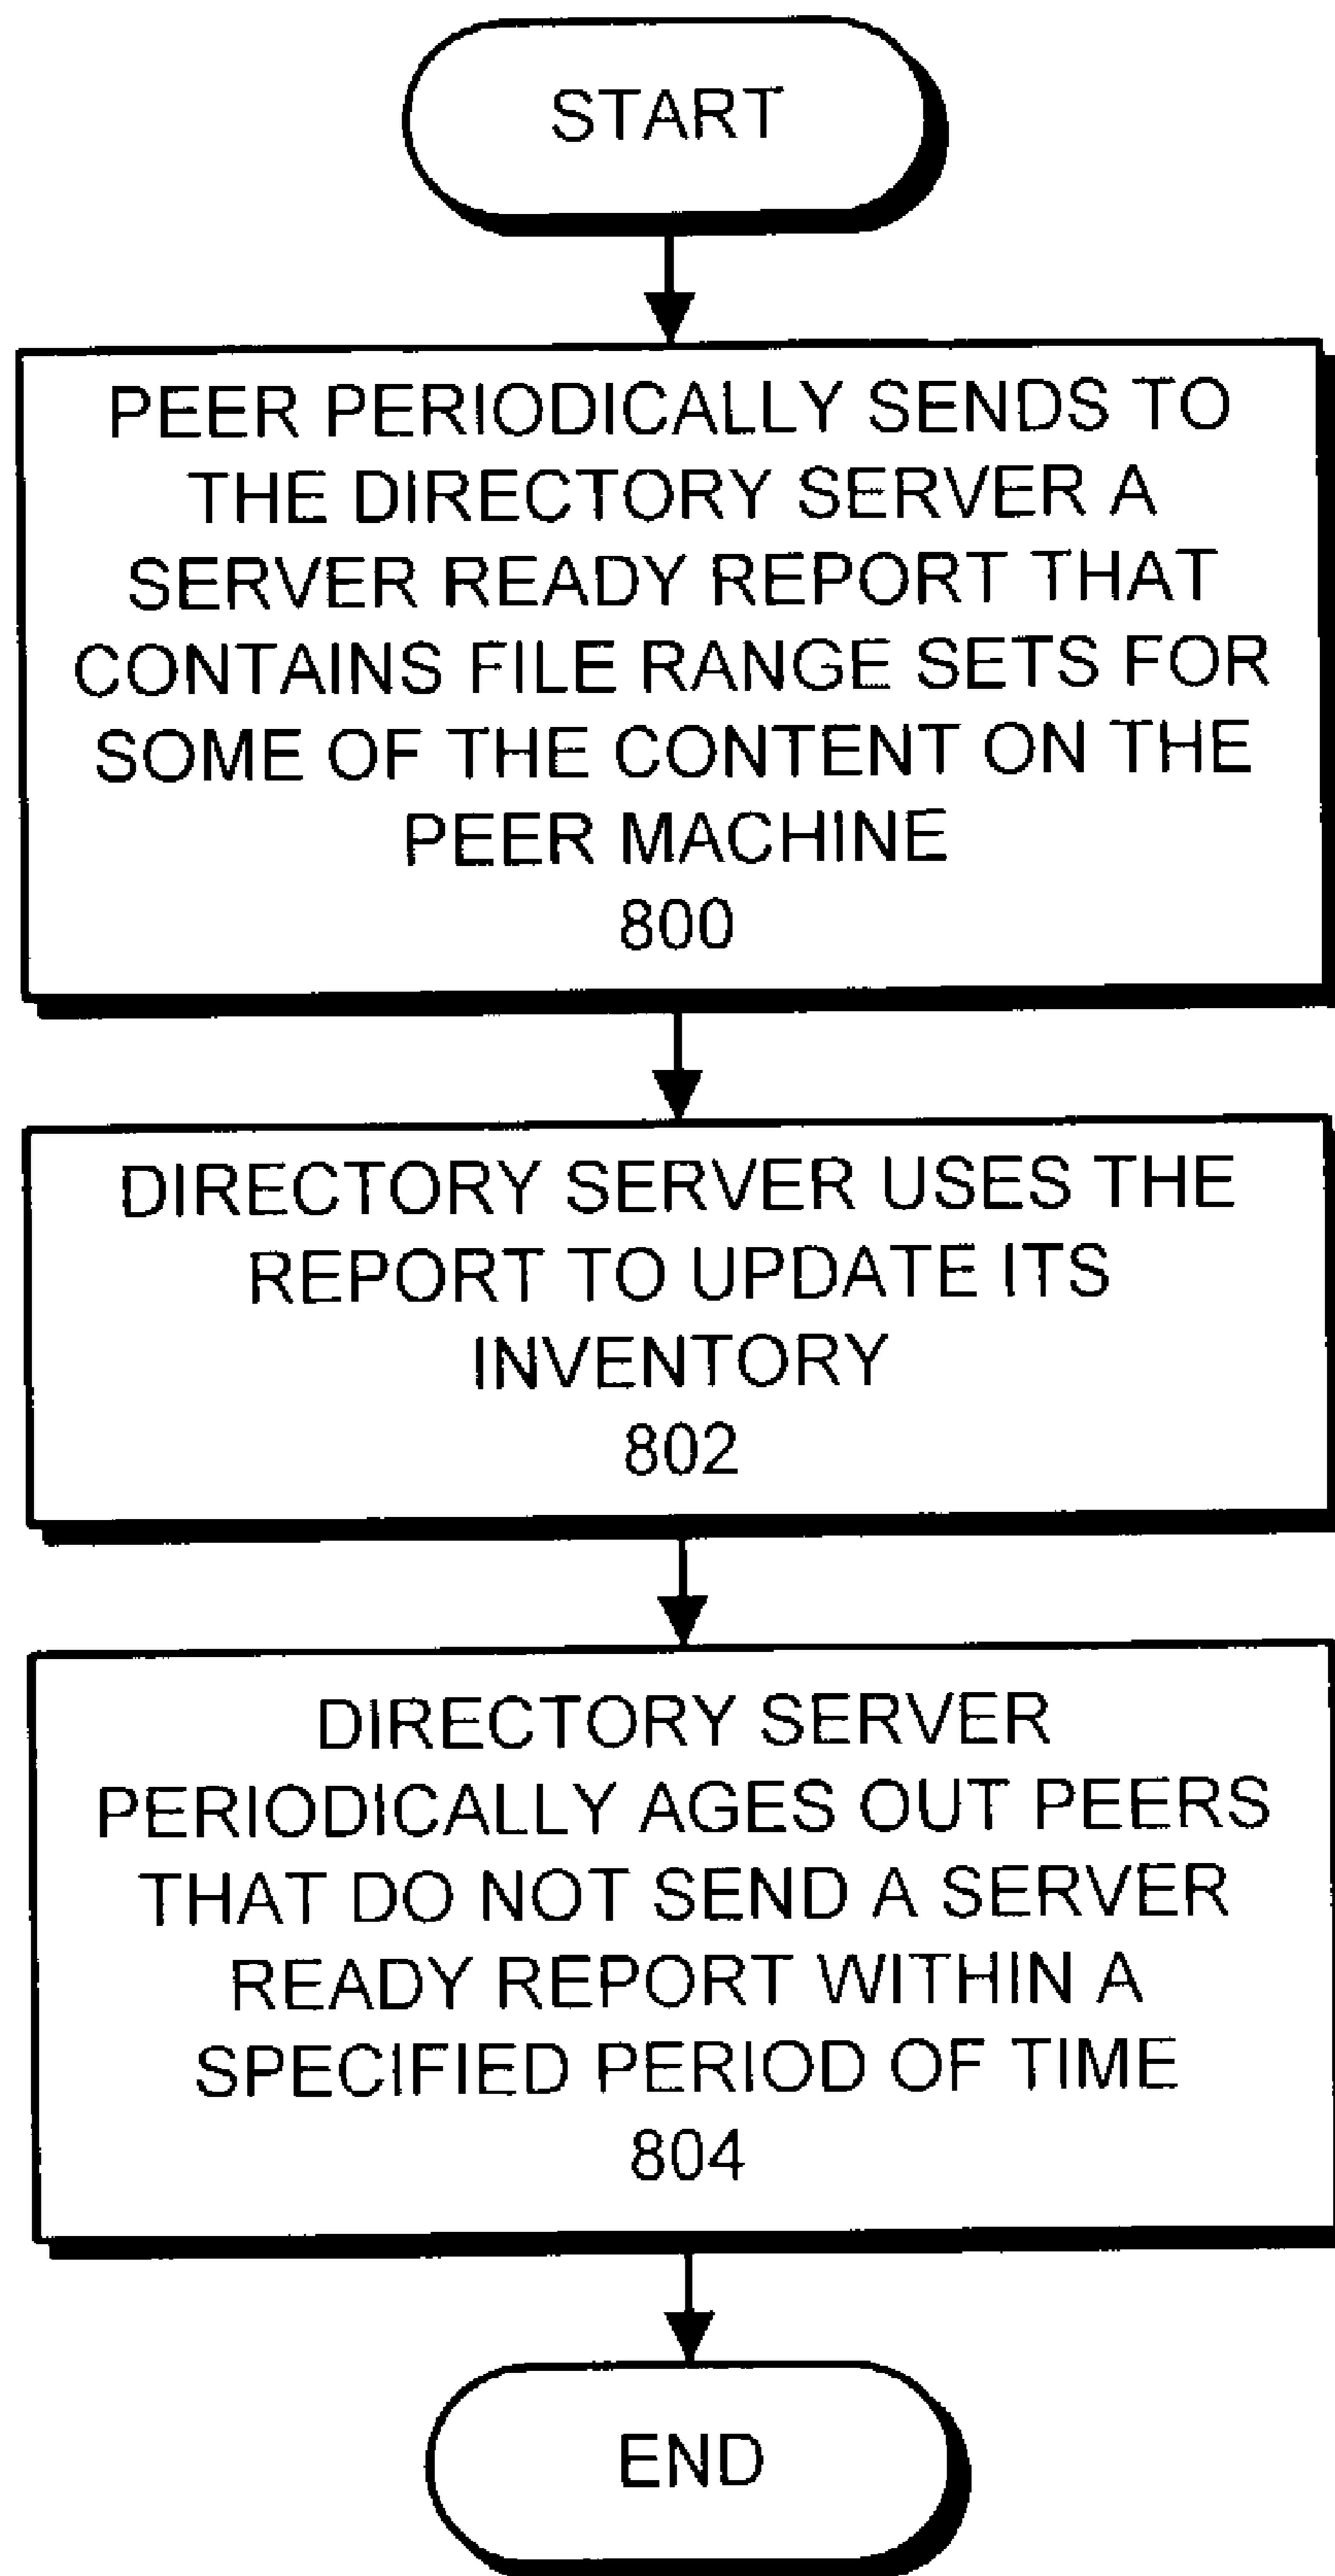 START
PEER PERIODICALLY SENDS TO
THE DIRECTORY SERVER A
SERVER READY REPORT THAT
CONTAINS FILE RANGE SETS FOR
SOME OF THE CONTENT ON THE
PEER MACHINE
800
DIRECTORY SERVER USES THE
REPORT TO UPDATE ITS
INVENTORY
802
DIRECTORY SERVER
PERIODICALLY AGES OUT PEERS
THAT DO NOT SEND A SERVER
READY REPORT WITHIN A
SPECIFIED PERIOD OF TIME
804
END